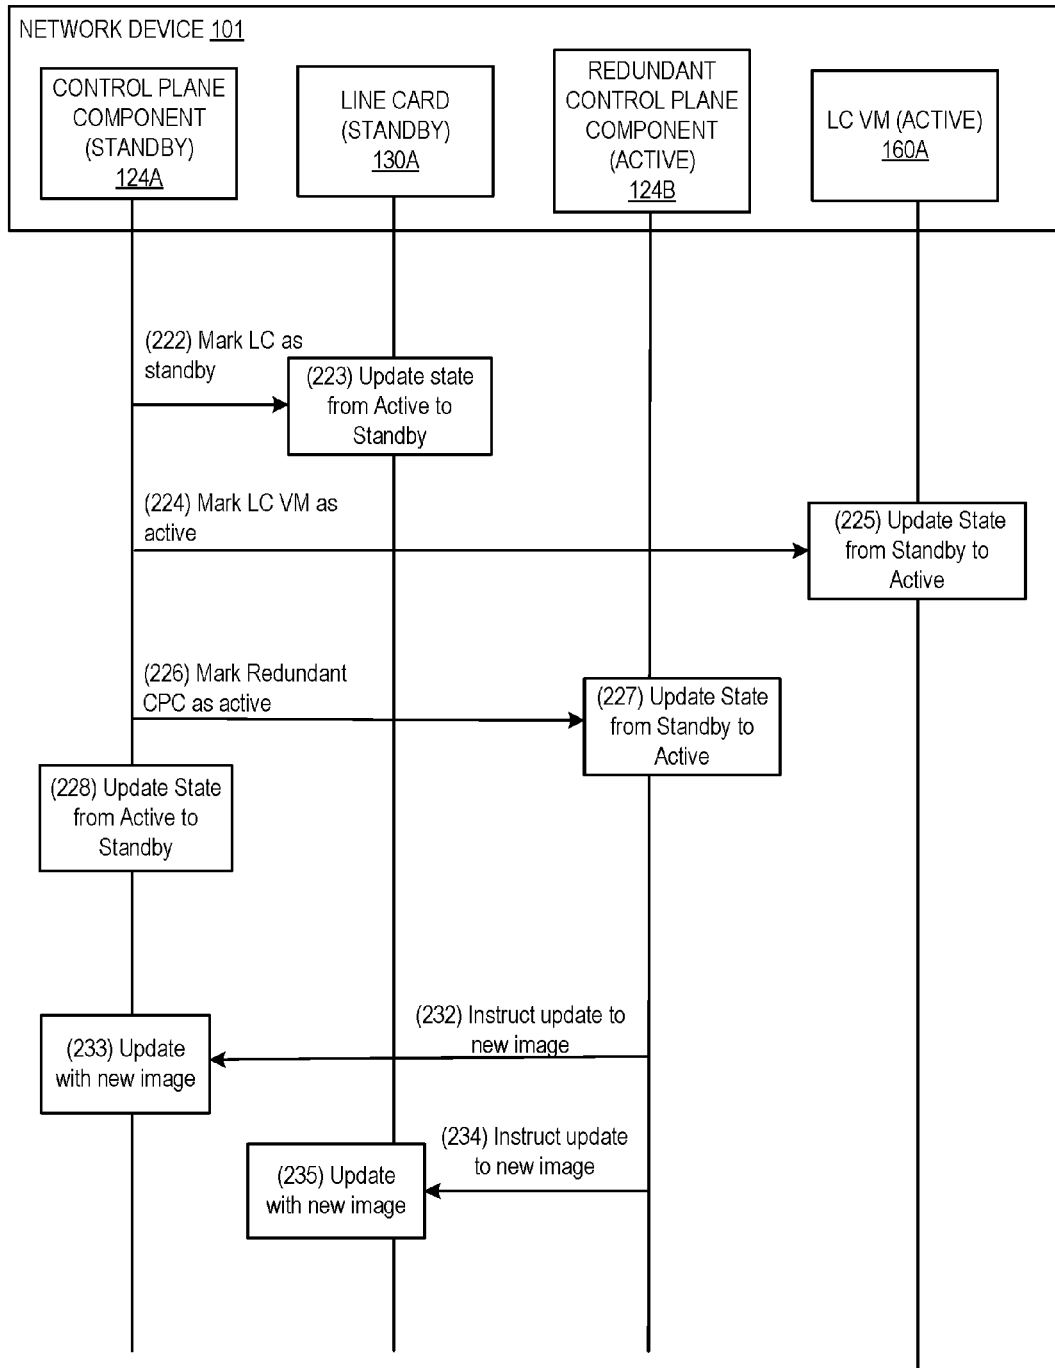 NETWORK DEVICE 101
CONTROL PLANE
COMPONENT
(STANDBY)
124A
LINE CARD
(STANDBY)
130A
REDUNDANT
CONTROL PLANE
COMPONENT
(ACTIVE)
124B
LC VM (ACTIVE)
160A
(222) Mark LC as
standby
(223) Update state
from Active to
Standby
(224) Mark LC VM as
active
(225) Update State
from Standby to
Active
(226) Mark Redundant
CPC as active
(227) Update State
from Standby to
Active
(228) Update State
from Active to
Standby
(232) Instruct update to
new image
(233) Update
with new image
(234) Instruct update
to new image
(235) Update
with new image